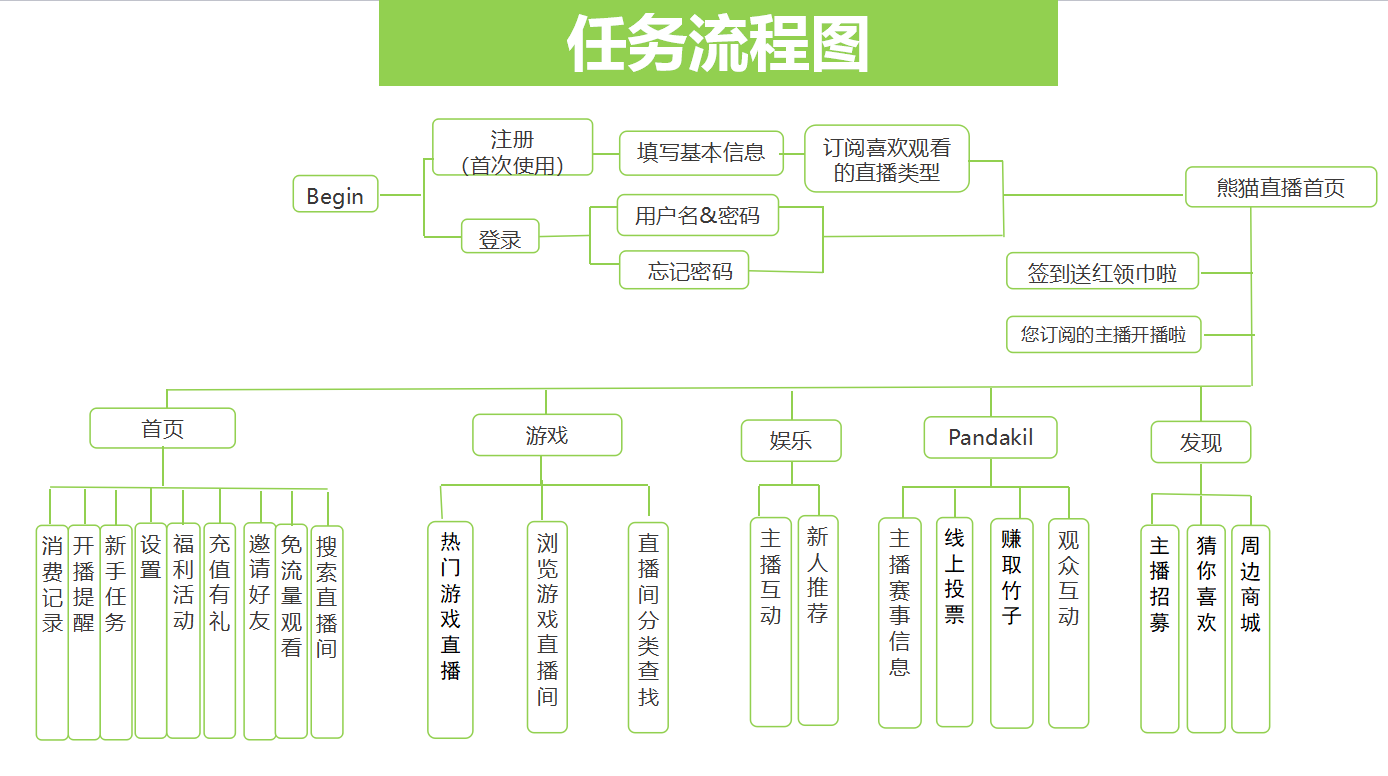 任务流程图
注册
（首次使用）
填写基本信息
订阅喜欢观看
的直播类型
Begin
熊猫直播首页
登录
用户名&密码
忘记密码
签到送红领巾啦
您订阅的主播开播啦
首页
游戏
娱乐
Pandakil
发现
消费记录
开播提醒
新手任务
设置
福利活动
充值有礼
邀请好友
免流量观看
搜索直播间
热门游戏直播
浏览游戏直播间
直播间分类查找
主播互动
新人推荐
主播赛事信息
线上投票
赚取竹子
观众互动
主播招募
猜你喜欢
周边商城